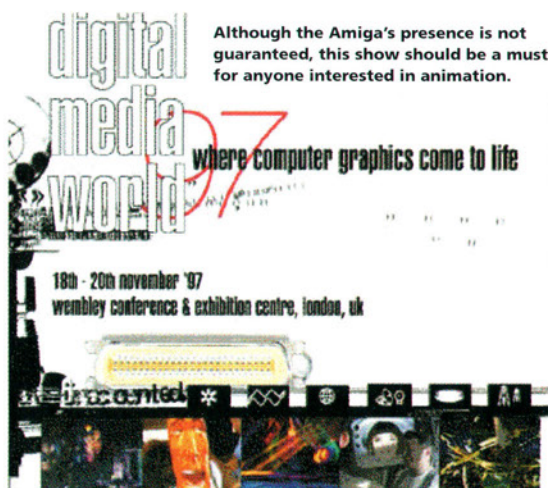 Although the Amiga's presence is not
guaranteed, this show should be a must
for anyone interested in animation.
digital
media
world
97
where computer graphics come to life
18th - 20th november '97
wembley conference & exhibition centre, london, uk